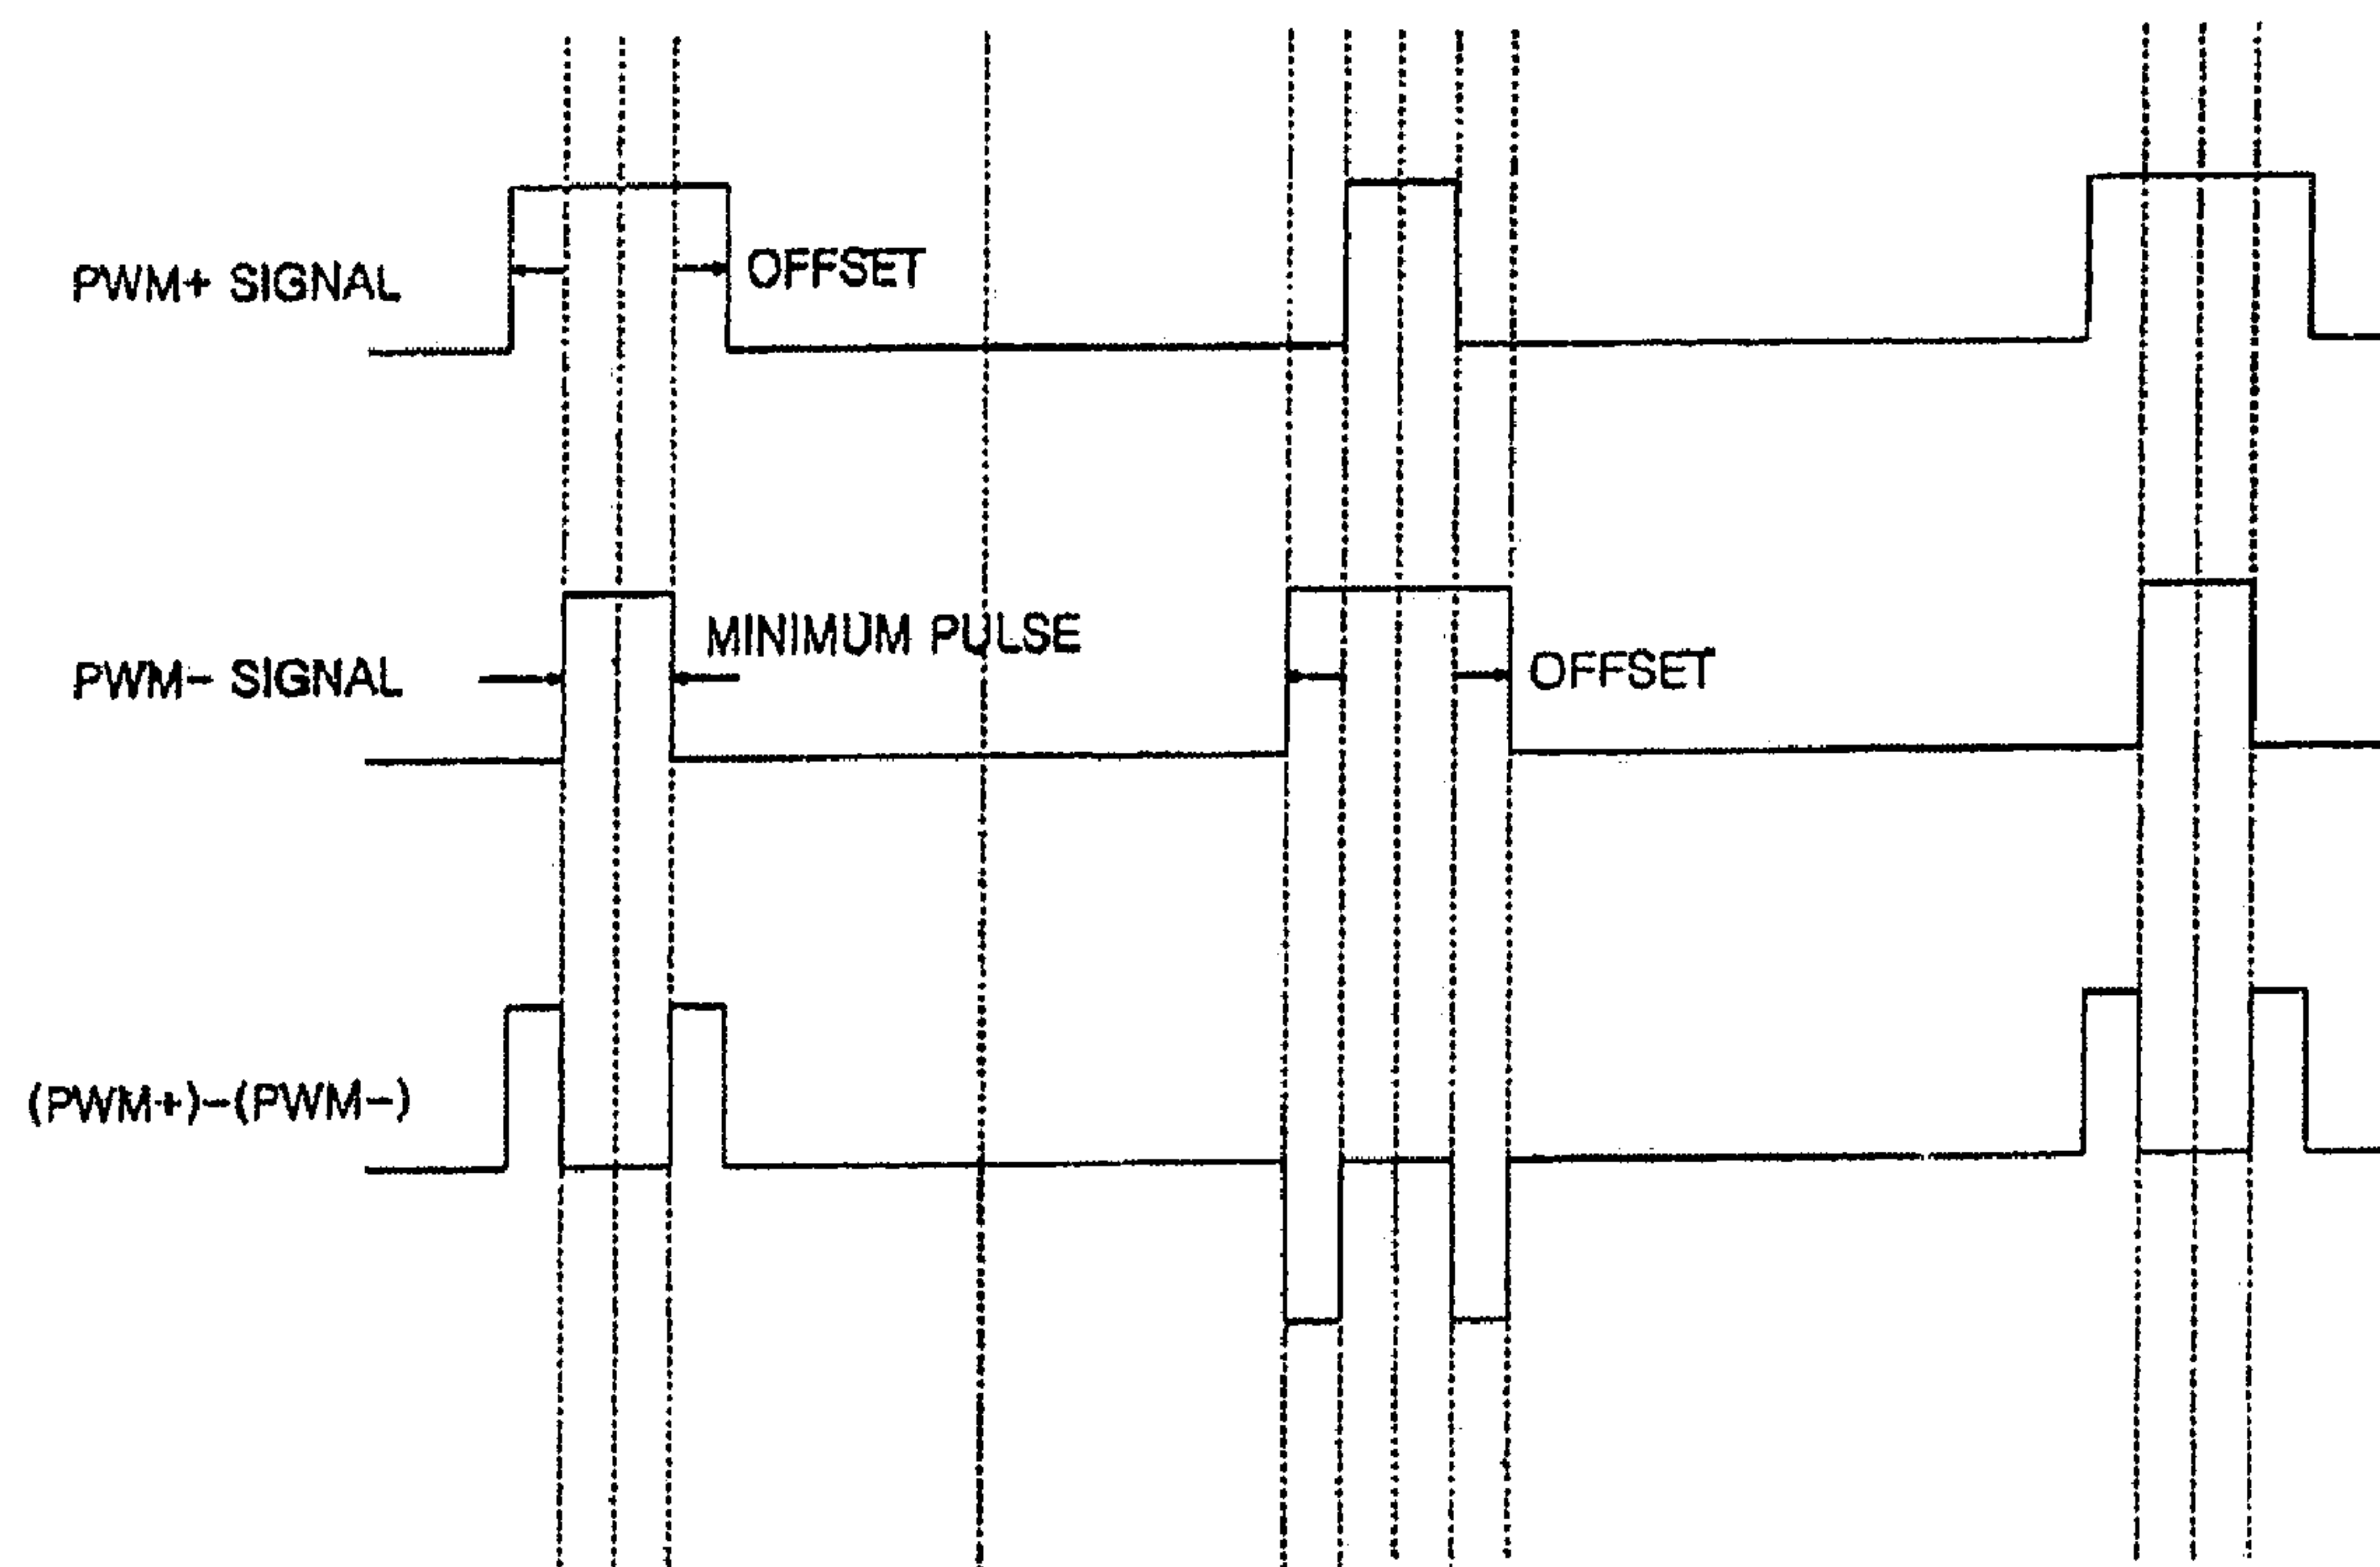 PWM+ SIGNAL
OFFSET
PWM- SIGNAL
MINIMUM PULSE
OFFSET
(PWM+)-(PWM-)